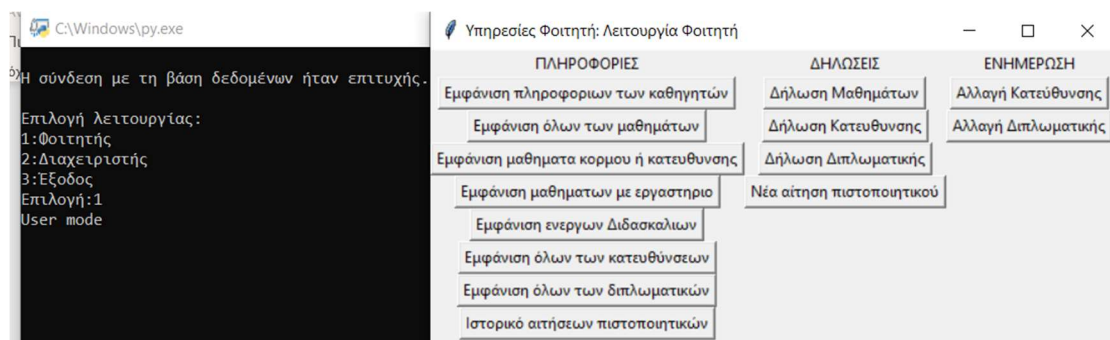 C:\Windows\py.exe
Η σύνδεση με τη βάση δεδομένων ήταν επιτυχής.
Επιλογή λειτουργίας:
1:Φοιτητής
2:Διαχειριστής
3:Έξοδος
Επιλογή:1
User mode
Υπηρεσίες Φοιτητή: Λειτουργία Φοιτητή
ΠΛΗΡΟΦΟΡΙΕΣ
Εμφάνιση πληροφοριων των καθηγητών
Εμφάνιση όλων των μαθημάτων
Εμφάνιση μαθηματα κορμου ή κατευθυνσης
Εμφάνιση μαθηματων με εργαστηριο
Εμφάνιση ενεργων Διδασκαλιων
Εμφάνιση όλων των κατευθύνσεων
Εμφάνιση όλων των διπλωματικών
Ιστορικό αιτήσεων πιστοποιητικών
ΔΗΛΩΣΕΙΣ
Δήλωση Μαθημάτων
Δήλωση Κατευθυνσης
Δήλωση Διπλωματικής
Νέα αίτηση πιστοποιητικού
ΕΝΗΜΕΡΩΣΗ
Αλλαγή Κατεύθυνσης
Αλλαγή Διπλωματικής